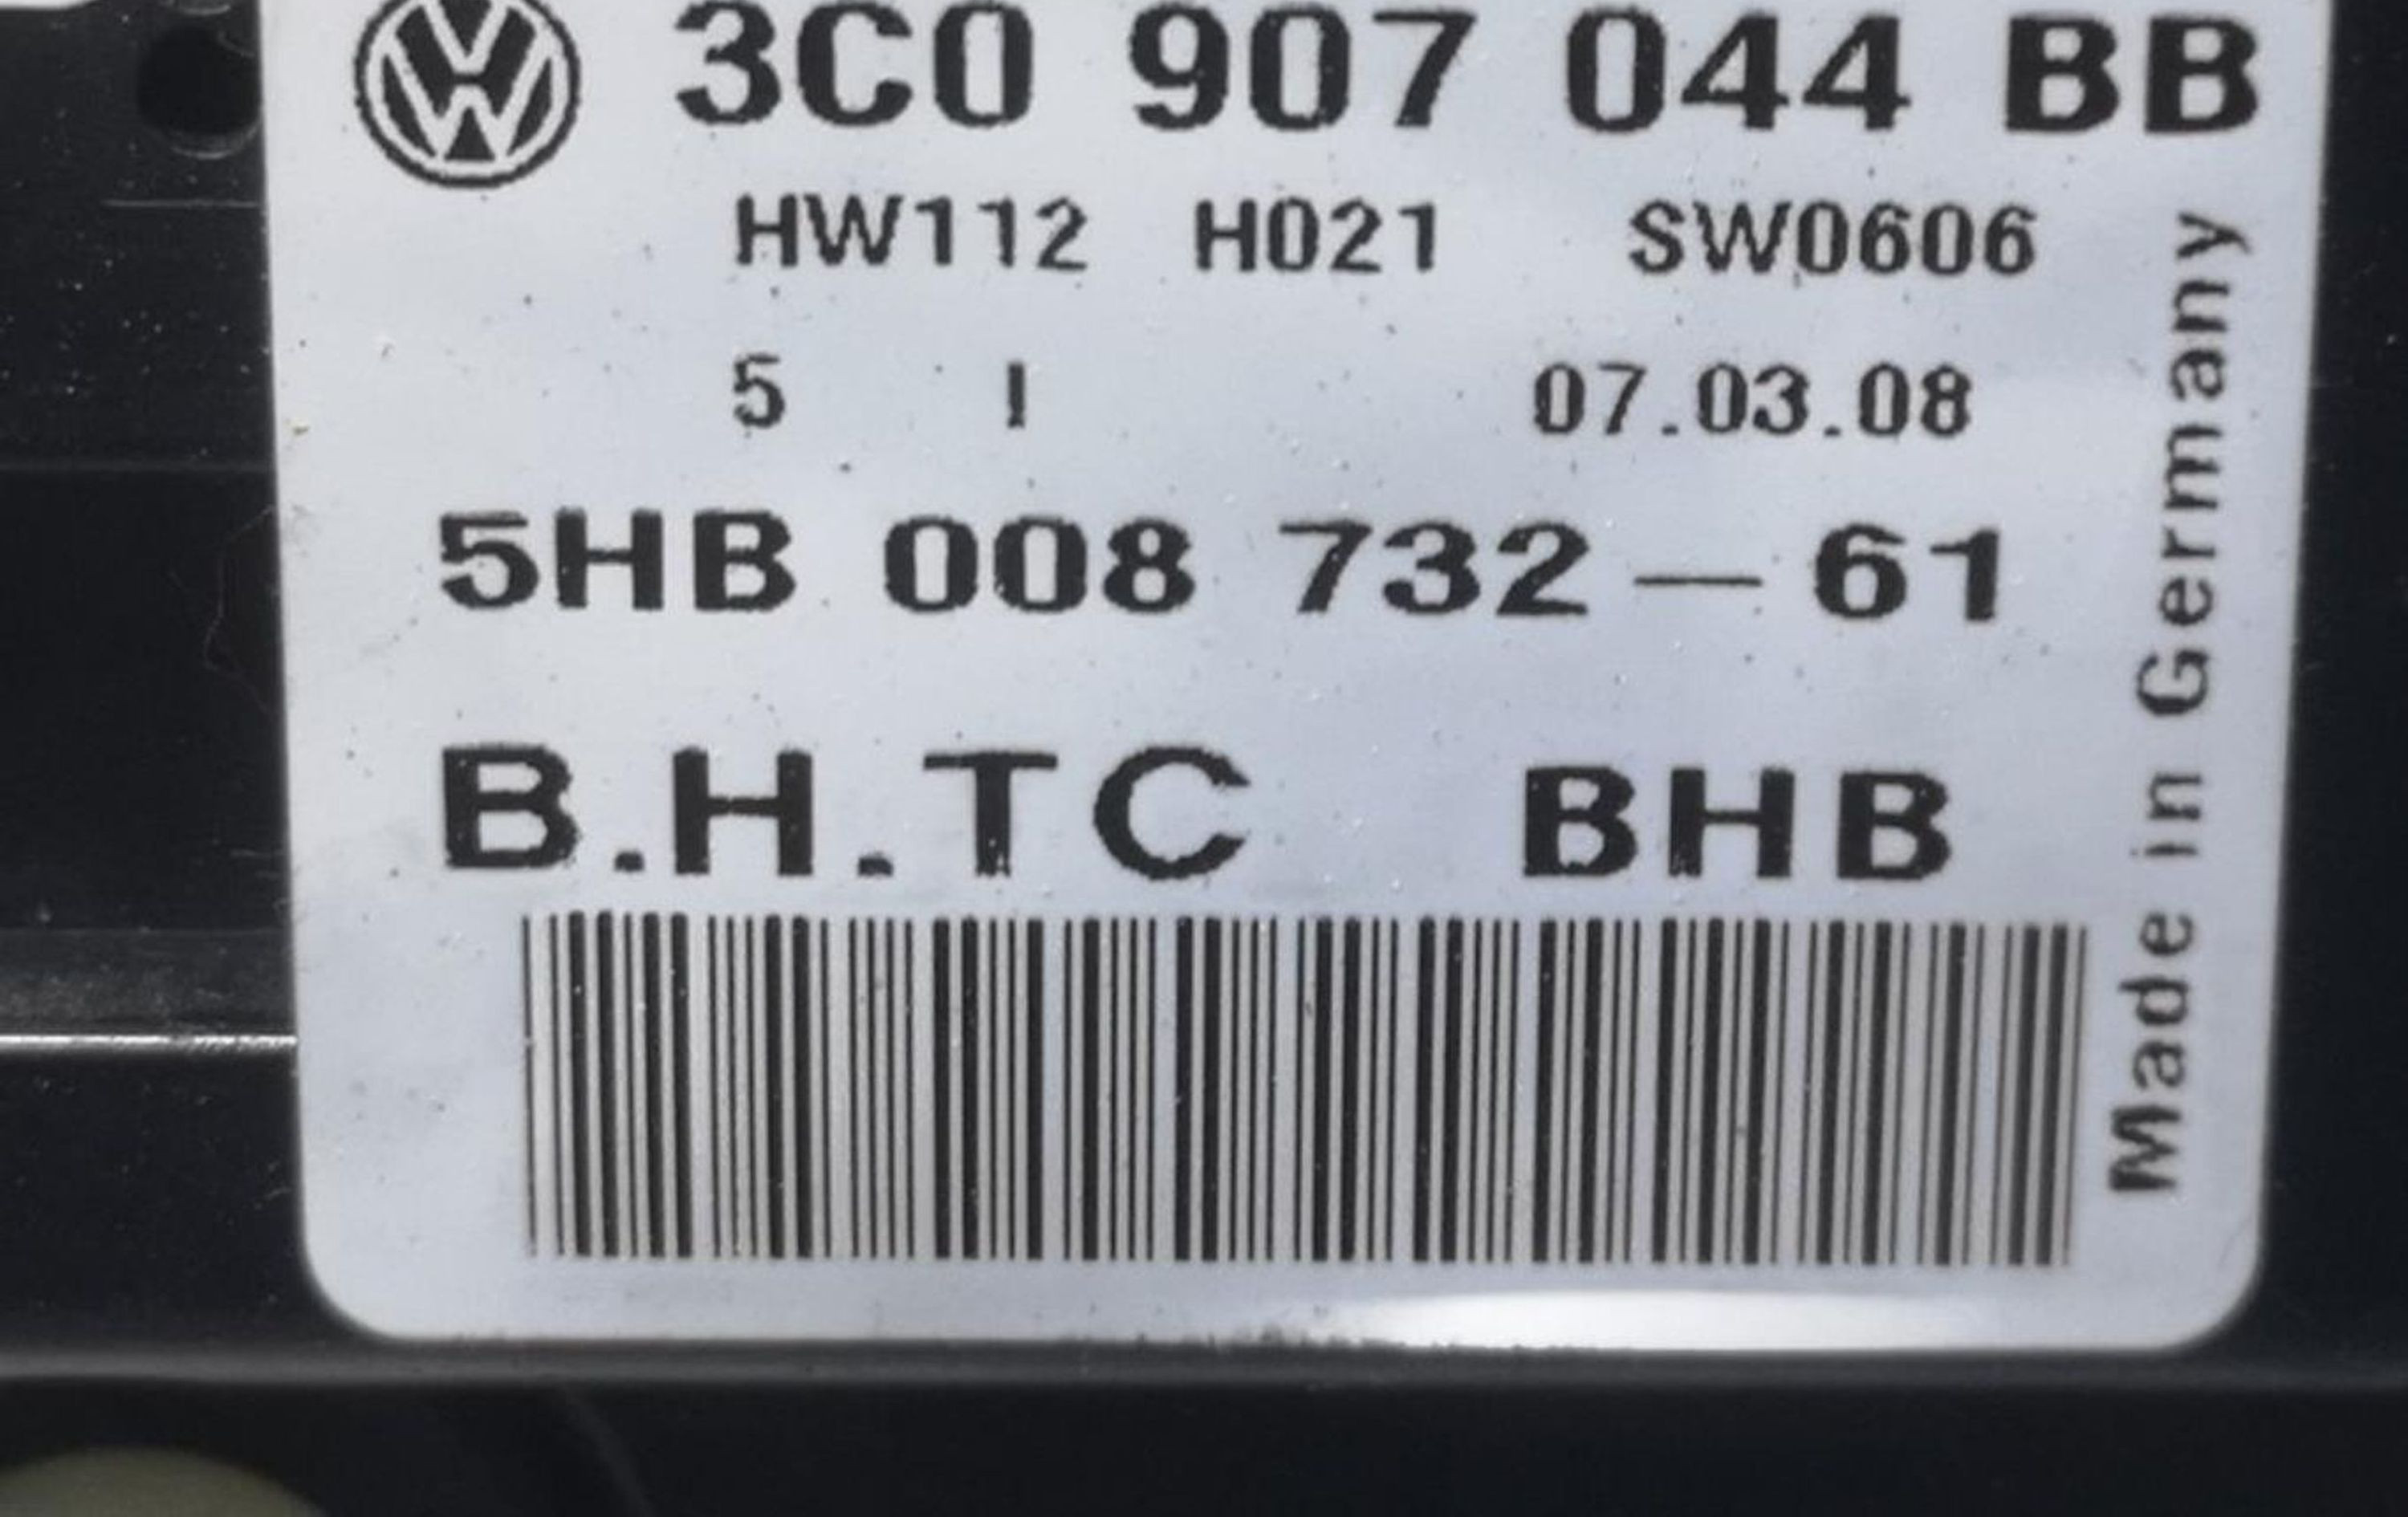 3C0 907 044 BB
HW112 H021 SW0606
5 I 07.03.08
5HB 008 732-61
B.H.TC BHB
Made in Germany